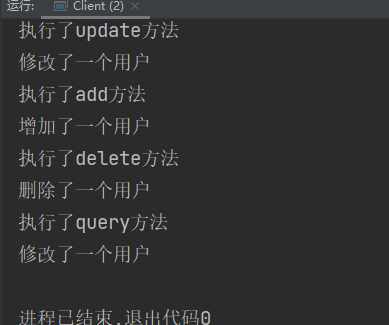 运行: Client (2) ×
执行了update方法
修改了一个用户
执行了add方法
增加了一个用户
执行了delete方法
删除了一个用户
执行了query方法
修改了一个用户
进程已结束,退出代码0